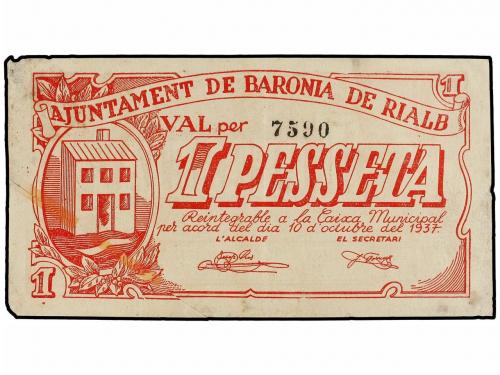 1
AJUNTAMENT DE BARONIA DE RIALB
VAL per 7590
1 PESSETA
Reintegrable a la Caixa Municipal
per acord del dia 10 d'octubre del 1937.
L'ALCALDE EL SECRETARI
1